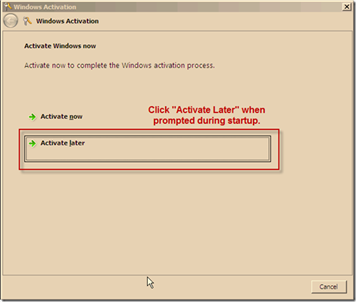 Windows Activation
Windows Activation
Activate Windows now
Activate now to complete the Windows activation process.
Activate now
Click "Activate Later" when
prompted during startup.
Activate later
Cancel